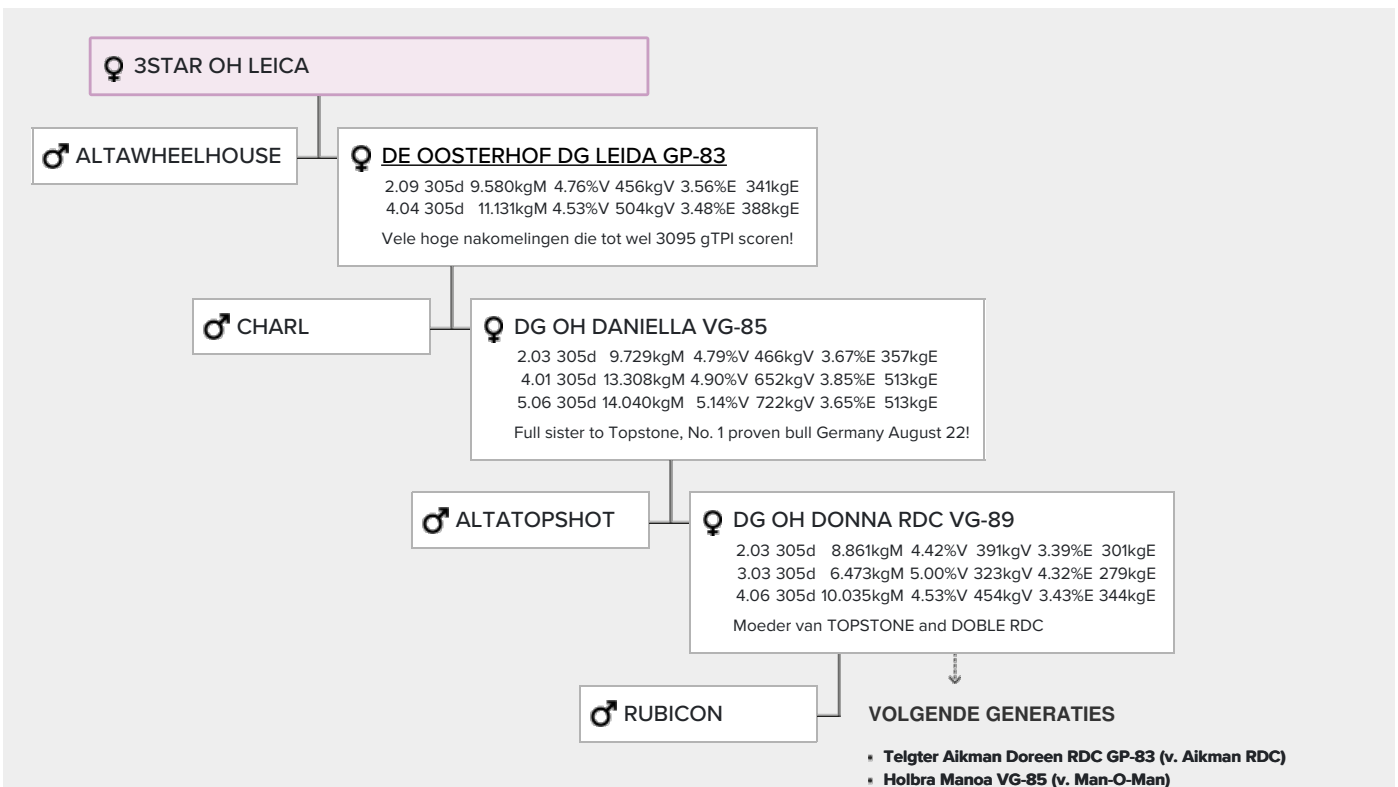 3STAR OH LEICA
ALTAWHEELHOUSE
DE OOSTERHOF DG LEIDA GP-83
2.09 305d 9.580kgM 4.76%V 456kgV 3.56%E 341kgE
4.04 305d 11.131kgM 4.53%V 504kgV 3.48%E 388kgE
Vele hoge nakomelingen die tot wel 3095 gTPI scoren!
CHARL
DG OH DANIELLA VG-85
2.03 305d 9.729kgM 4.79%V 466kgV 3.67%E 357kgE
4.01 305d 13.308kgM 4.90%V 652kgV 3.85%E 513kgE
5.06 305d 14.040kgM 5.14%V 722kgV 3.65%E 513kgE
Full sister to Topstone, No. 1 proven bull Germany August 22!
ALTATOPSHOT
DG OH DONNA RDC VG-89
2.03 305d 8.861kgM 4.42%V 391kgV 3.39%E 301kgE
3.03 305d 6.473kgM 5.00%V 323kgV 4.32%E 279kgE
4.06 305d 10.035kgM 4.53%V 454kgV 3.43%E 344kgE
Moeder van TOPSTONE and DOBLE RDC
RUBICON
VOLGENDE GENERATIES
Telgter Aikman Doreen RDC GP-83 (v. Aikman RDC)
Holbra Manoa VG-85 (v. Man-O-Man)